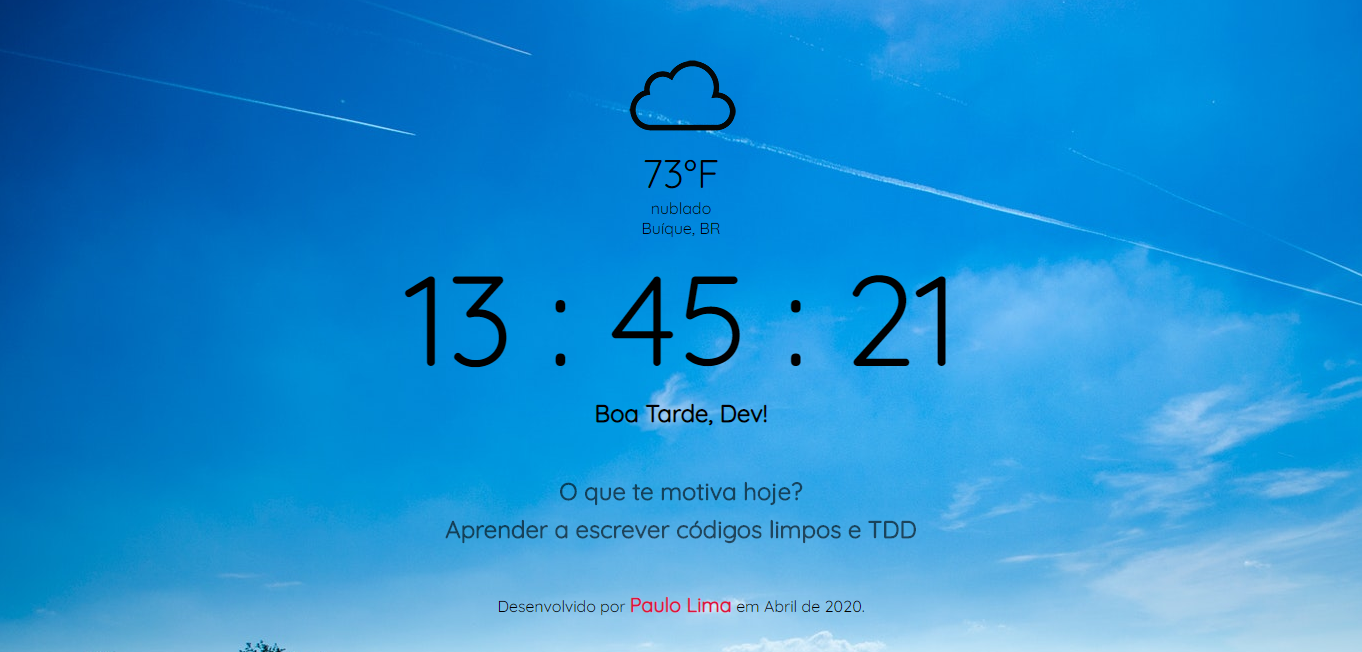 73°F
nublado
Buíque, BR
13 : 45 : 21
Boa Tarde, Dev!
O que te motiva hoje?
Aprender a escrever códigos limpos e TDD
Desenvolvido por Paulo Lima em Abril de 2020.